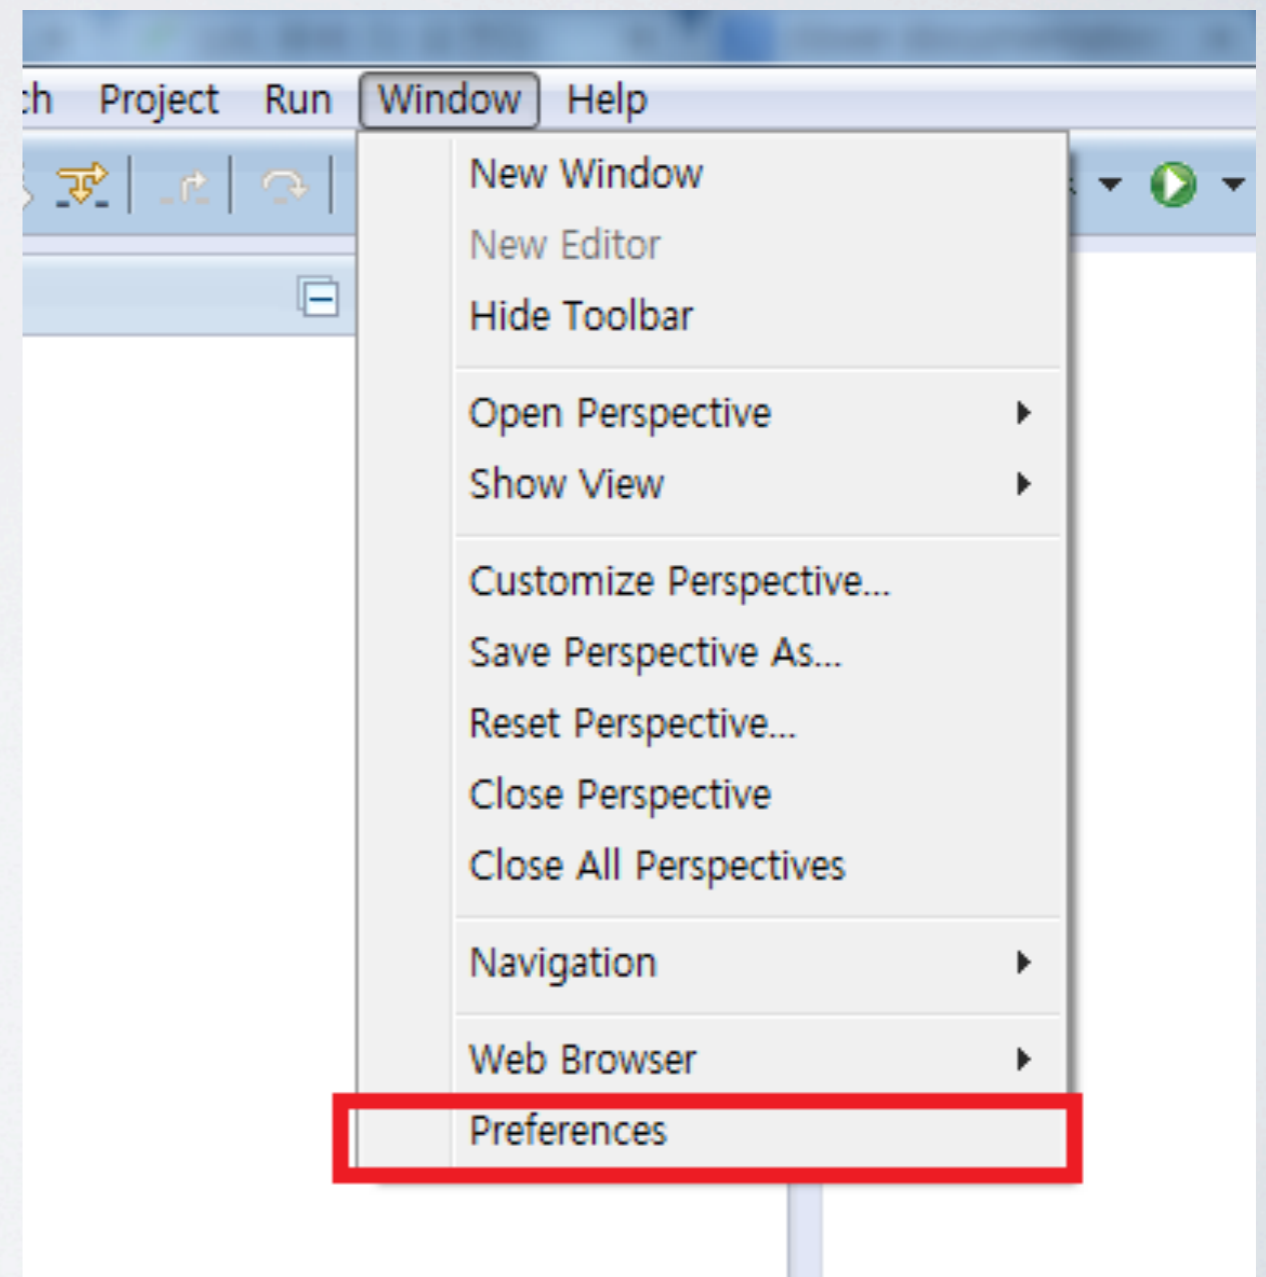 Project Run Window Help
New Window
New Editor
Hide Toolbar
Open Perspective
Show View
Customize Perspective...
Save Perspective As...
Reset Perspective...
Close Perspective
Close All Perspectives
Navigation
Web Browser
Preferences